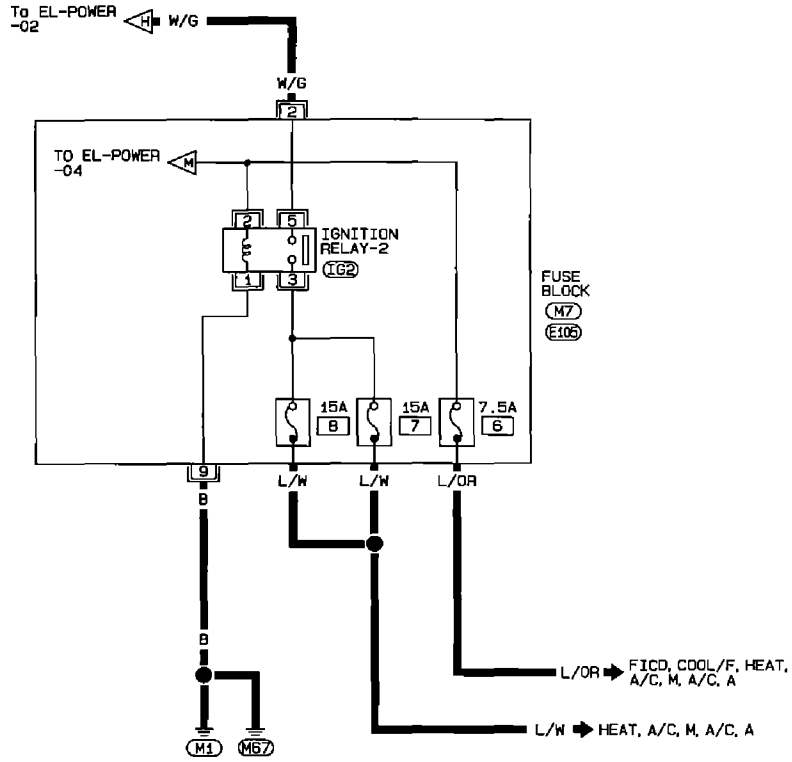 To EL-POWER
-02
H
W/G
W/G
2
TO EL-POWER
-04
M
2
5
IGNITION
RELAY-2
IG2
1
3
FUSE
BLOCK
M7
E105
15A
8
15A
7
7.5A
6
9
B
L/W
L/W
L/OR
B
L/OR
FICD, COOL/F, HEAT,
A/C, M, A/C, A
L/W
HEAT, A/C, M, A/C, A
M1
M67